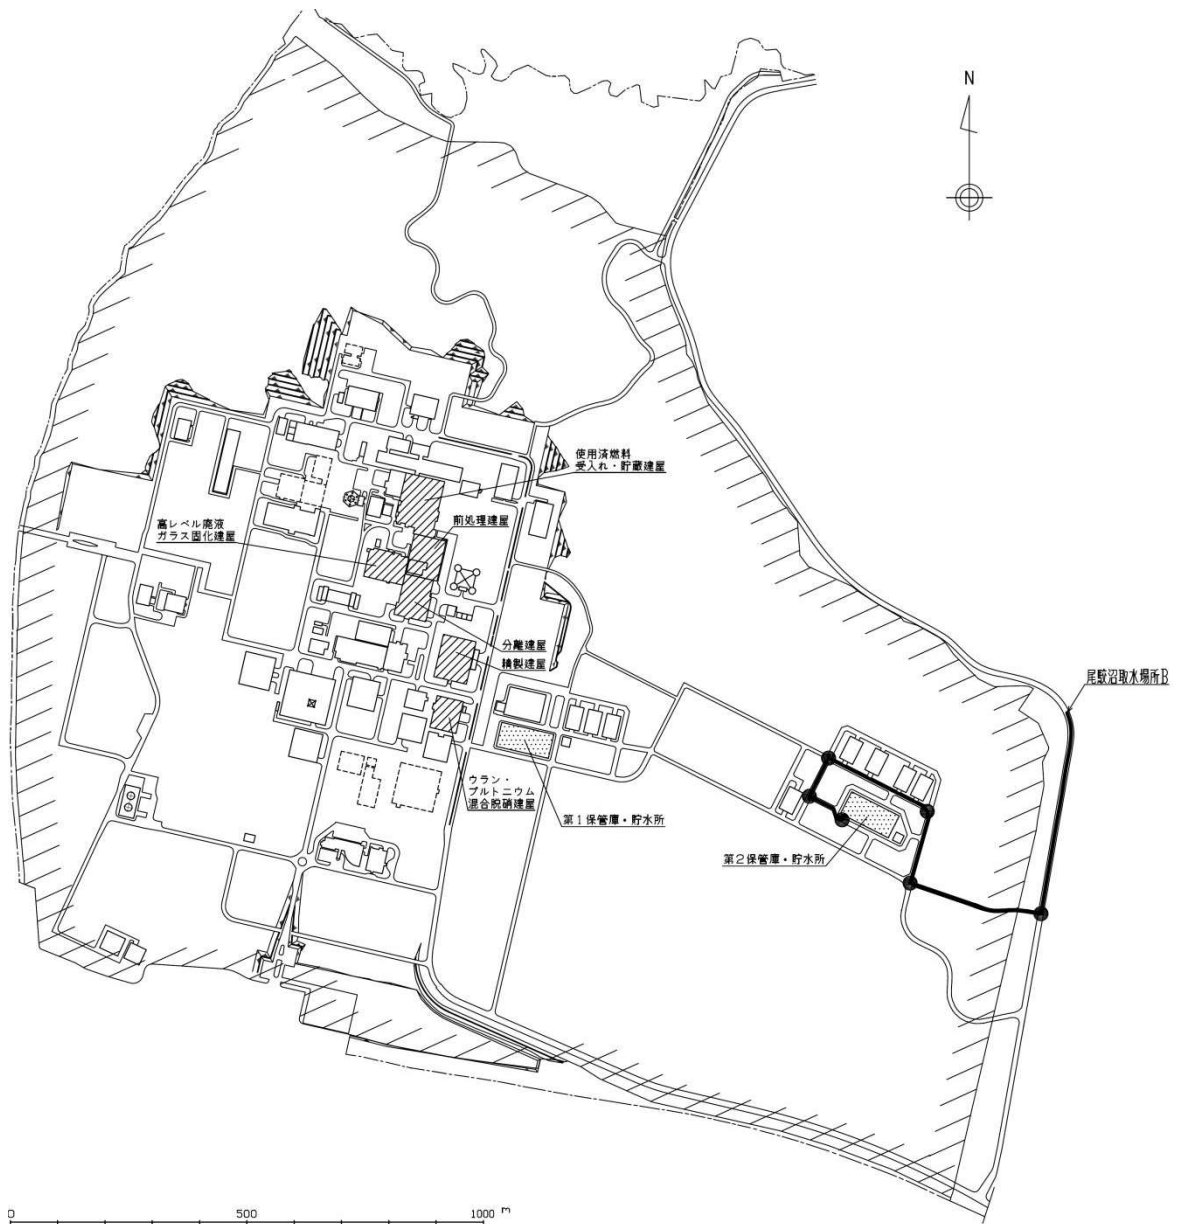 N
使用済燃料
受入れ・貯蔵建屋
前処理建屋
高レベル廃液
ガラス固化建屋
分離建屋
精製建屋
尾駮沼取水場所B
ウラン・
プルトニウム
混合脱硝建屋
第1保管庫・貯水所
第2保管庫・貯水所
0 500 1000 m